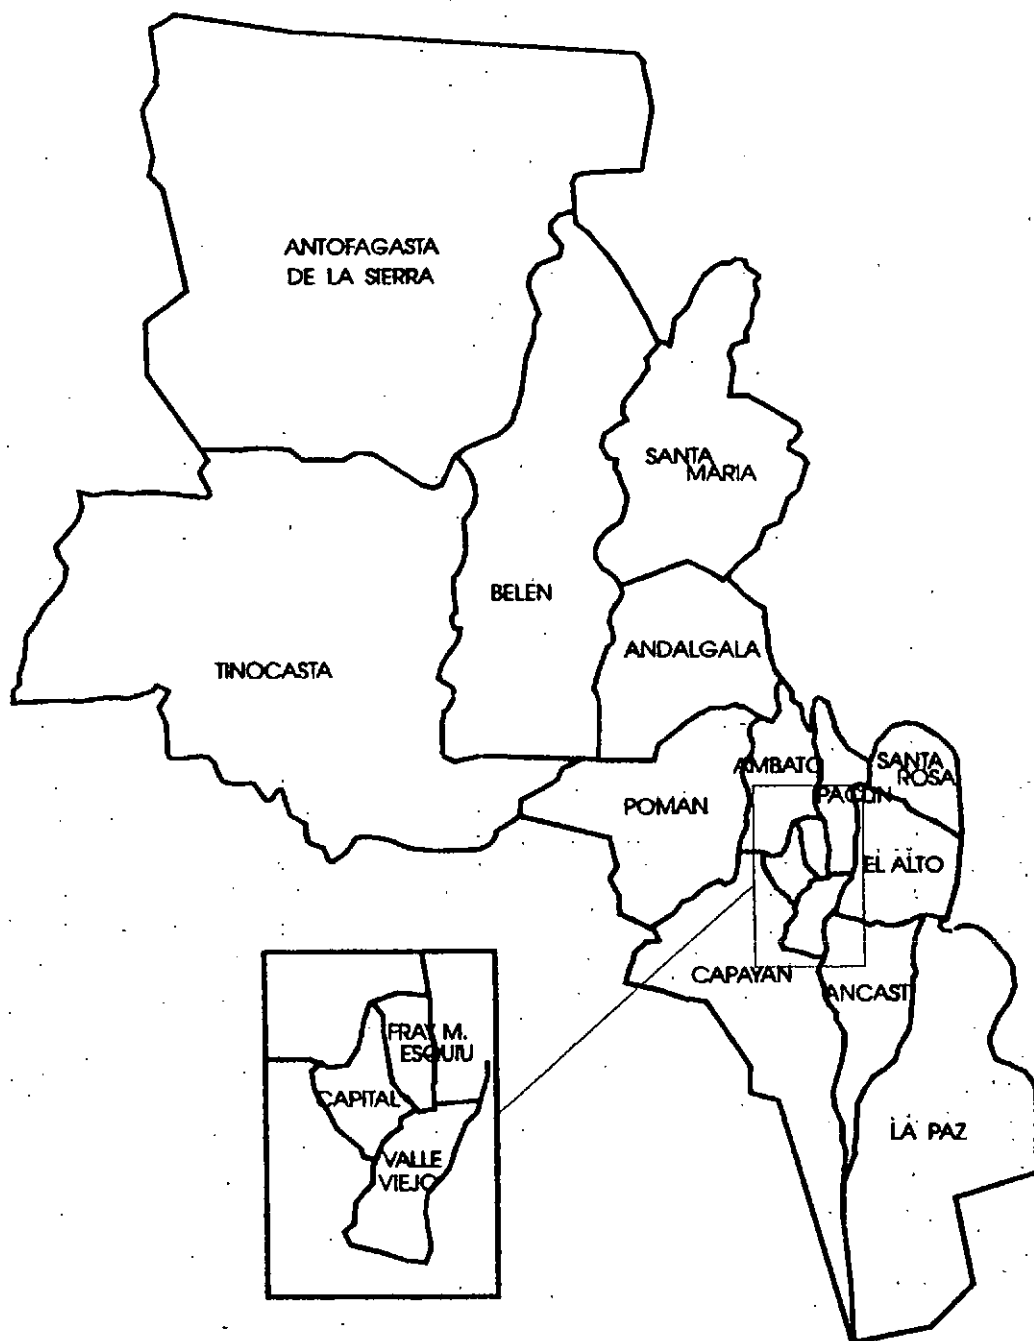 ANTOFAGASTA
DE LA SIERRA
SANTA
MARIA
BELEN
ANDALGALA
TINOCASTA
SANTA
ROSA
AMBATO
PACLIN
POMAN
EL ALTO
CAPAYAN
ANCAST
FRAY M.
ESQUIU
CAPITAL
LA PAZ
VALLE
VIEJO